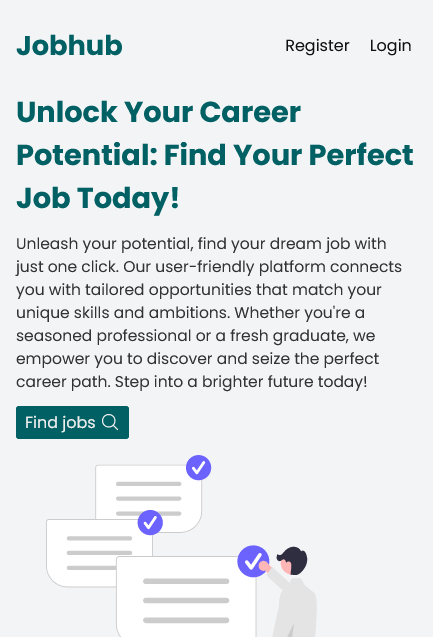 Jobhub
Register Login
Unlock Your Career
Potential: Find Your Perfect
Job Today!
Unleash your potential, find your dream job with
just one click. Our user-friendly platform connects
you with tailored opportunities that match your
unique skills and ambitions. Whether you're a
seasoned professional or a fresh graduate, we
empower you to discover and seize the perfect
career path. Step into a brighter future today!
Find jobs